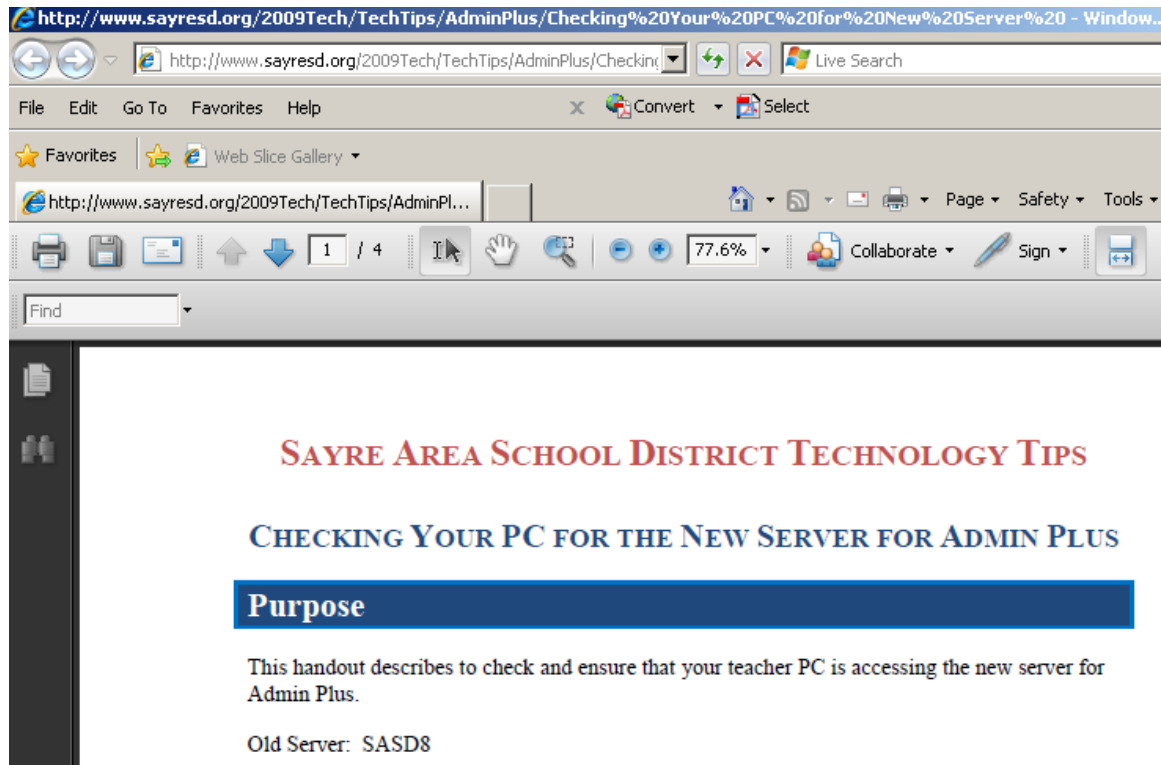 http://www.sayresd.org/2009Tech/TechTips/AdminPlus/Checking%20Your%20PC%20for%20New%20Server%20 - Window...
http://www.sayresd.org/2009Tech/TechTips/AdminPlus/Checking Live Search
File Edit Go To Favorites Help x Convert Select
Favorites Web Slice Gallery
http://www.sayresd.org/2009Tech/TechTips/AdminPl... Page Safety Tools
1 / 4 77.6% Collaborate Sign
Find
SAYRE AREA SCHOOL DISTRICT TECHNOLOGY TIPS
CHECKING YOUR PC FOR THE NEW SERVER FOR ADMIN PLUS
Purpose
This handout describes to check and ensure that your teacher PC is accessing the new server for
Admin Plus.
Old Server: SASD8